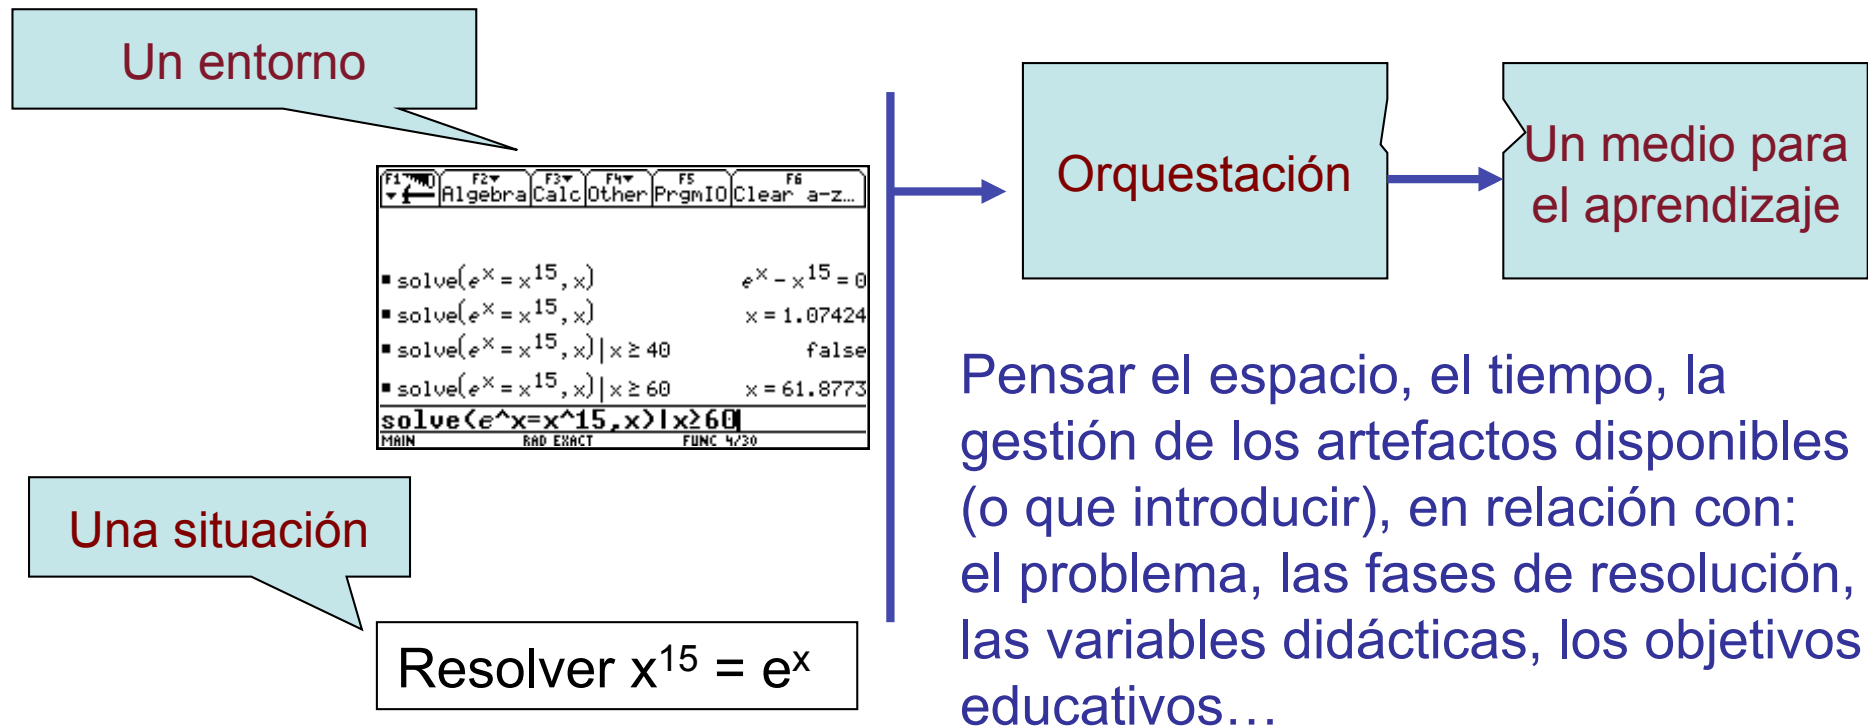 Un entorno
F1 F2 F3 F4 F5 F6
Algebra Calc Other PrgmIO Clear a-z…
solve(e^x = x^15, x) e^x - x^15 = 0
solve(e^x = x^15, x) x = 1.07424
solve(e^x = x^15, x) | x ≥ 40 false
solve(e^x = x^15, x) | x ≥ 60 x = 61.8773
solve(e^x=x^15,x)|x≥60
MAIN RAD EXACT FUNC 4/30
Una situación
Resolver x¹⁵ = eˣ
Orquestación
Un medio para
el aprendizaje
Pensar el espacio, el tiempo, la
gestión de los artefactos disponibles
(o que introducir), en relación con:
el problema, las fases de resolución,
las variables didácticas, los objetivos
educativos…